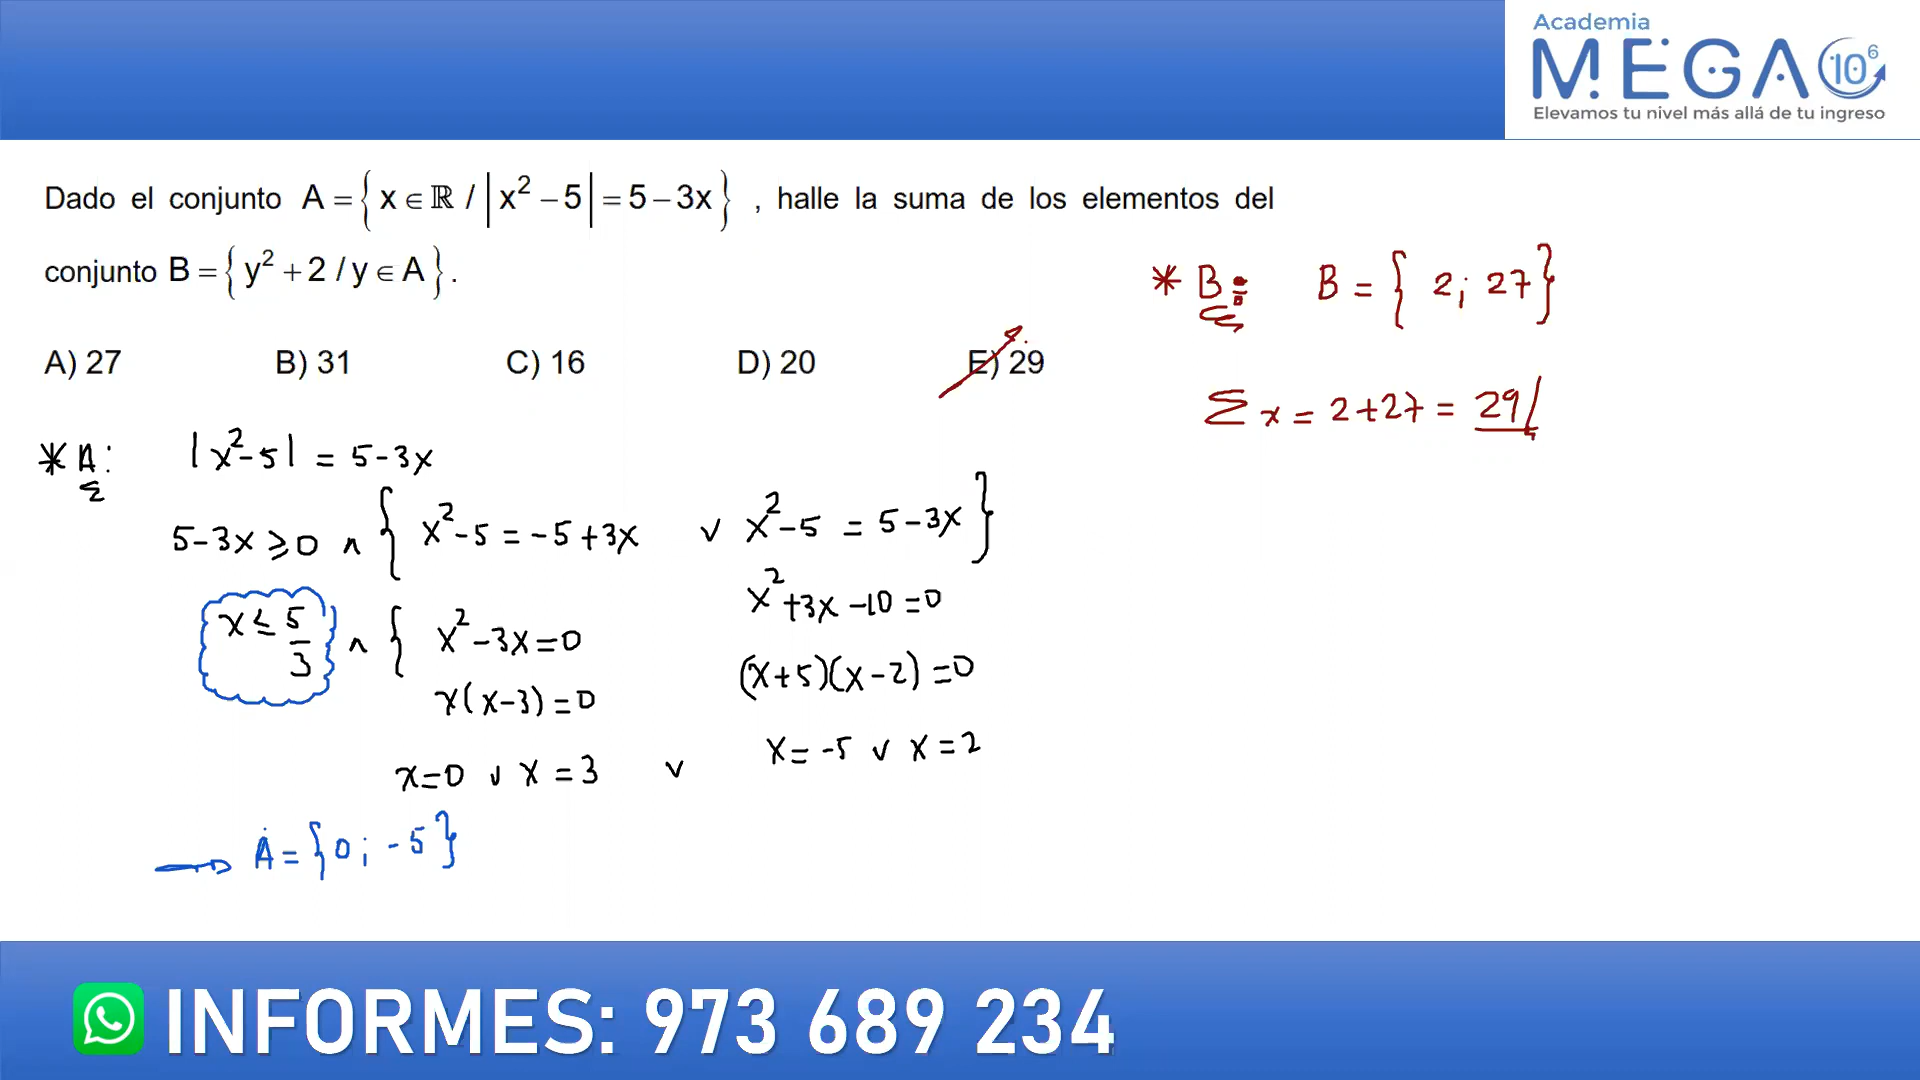 Academia
MEGA 10⁶
Elevamos tu nivel más allá de tu ingreso
Dado el conjunto A = { x ∈ ℝ / |x² − 5| = 5 − 3x } , halle la suma de los elementos del
conjunto B = { y² + 2 / y ∈ A } .
A) 27 B) 31 C) 16 D) 20 E) 29
* A: |x² − 5| = 5 − 3x
5 − 3x ⩾ 0 ∧ { x² − 5 = −5 + 3x ∨ x² − 5 = 5 − 3x }
x ≤ 5/3 ∧ { x² − 3x = 0
x(x − 3) = 0
x = 0 ∨ x = 3 ∨
x² + 3x − 10 = 0
(x + 5)(x − 2) = 0
x = −5 ∨ x = 2
A = { 0 ; −5 }
* B: B = { 2 ; 27 }
Σ x = 2 + 27 = 29
INFORMES: 973 689 234